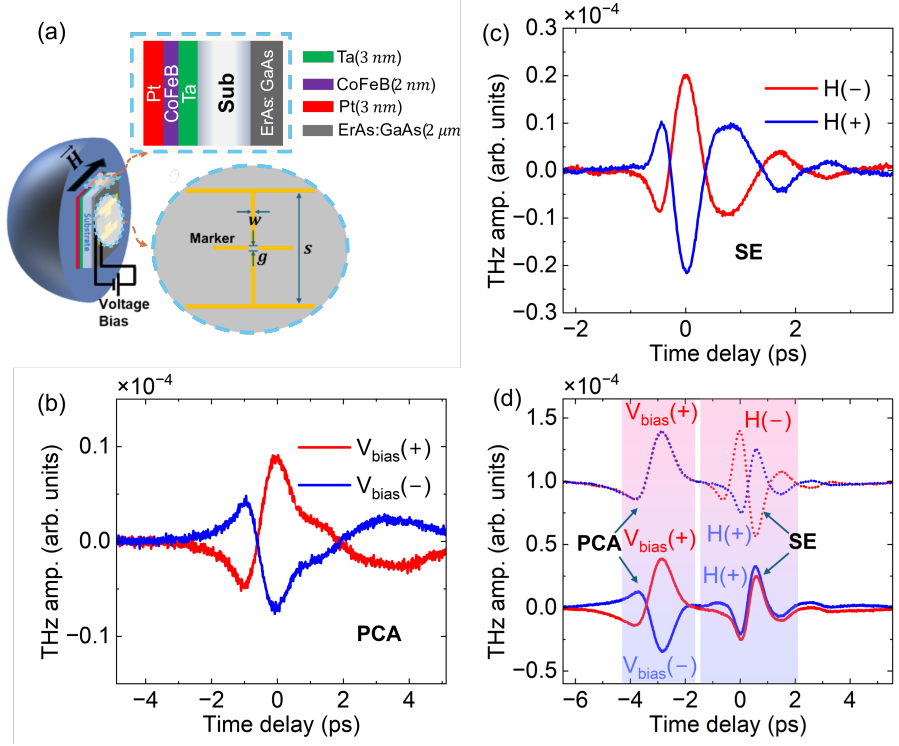 (a)
Pt
CoFeB
Ta
Sub
ErAs: GaAs
Ta(3 nm)
CoFeB(2 nm)
Pt(3 nm)
ErAs:GaAs(2 μm
H
Substrate
Voltage
Bias
w
Marker
g
s
(b)
×10⁻⁴
THz amp. (arb. units)
0.1
0.0
−0.1
V_bias(+)
V_bias(−)
PCA
−4 −2 0 2 4
Time delay (ps)
(c)
×10⁻⁴
THz amp. (arb. units)
0.3
0.2
0.1
0.0
−0.1
−0.2
−0.3
H(−)
H(+)
SE
−2 0 2
Time delay (ps)
(d)
×10⁻⁴
THz amp. (arb. units)
1.5
1.0
0.5
0.0
−0.5
V_bias(+)
H(−)
PCA
V_bias(+)
H(+)
SE
H(+)
V_bias(−)
−6 −4 −2 0 2 4
Time delay (ps)